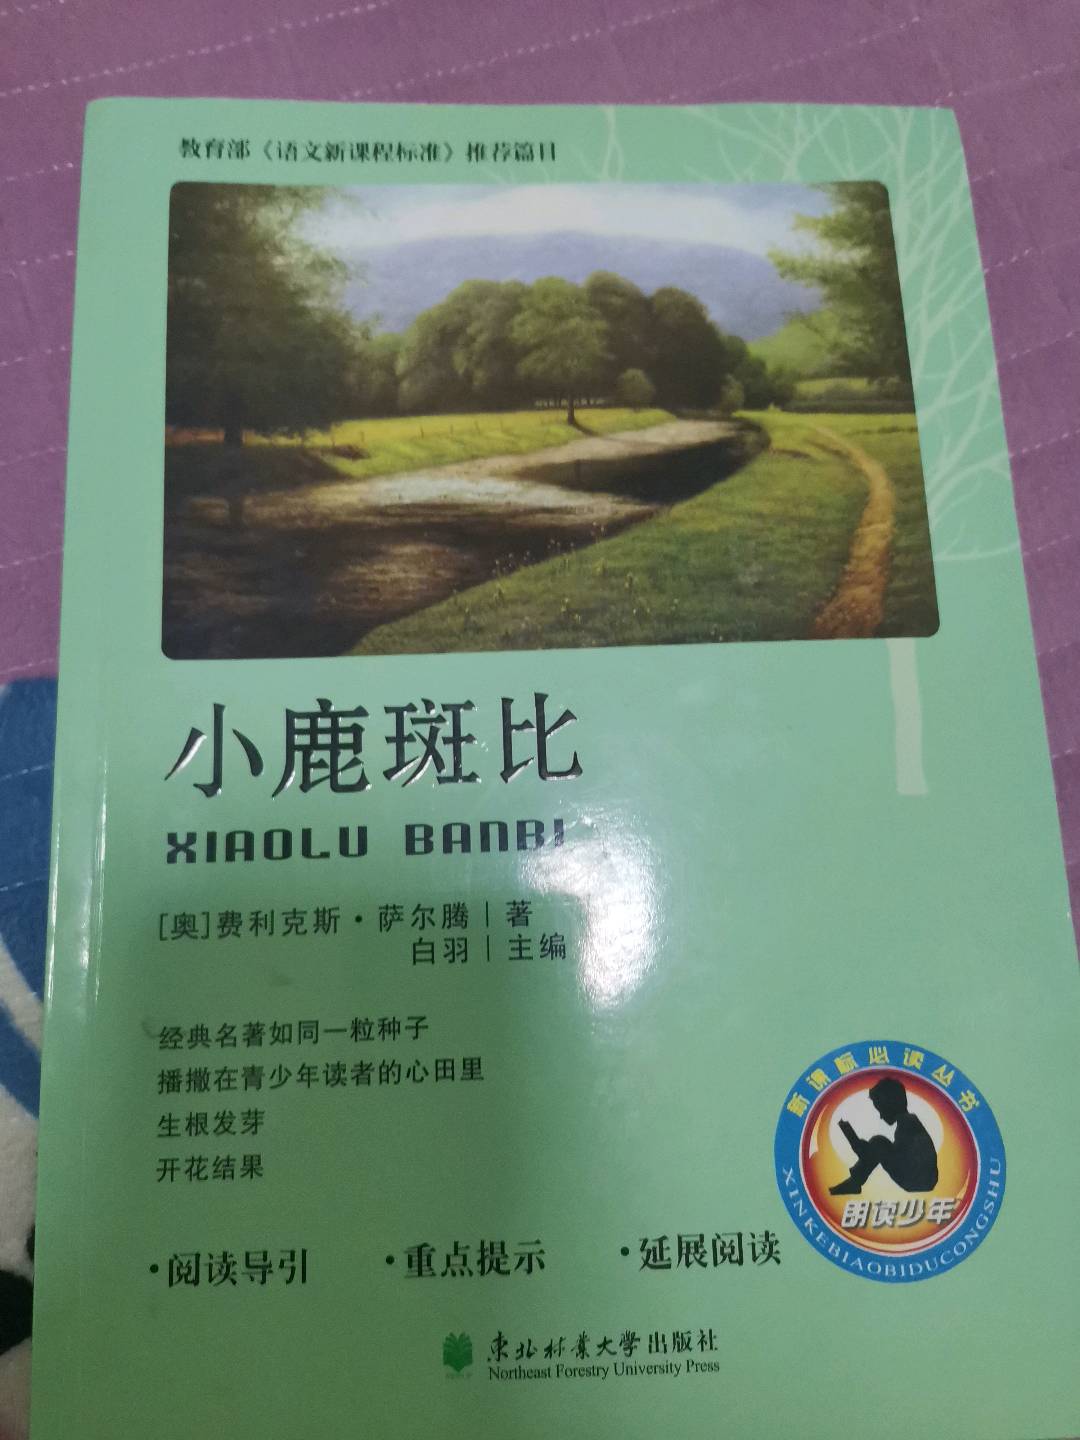 教育部《语文新课程标准》推荐篇目
小鹿斑比
XIAOLU BANBI
[奥]费利克斯·萨尔腾｜著
白羽｜主编
经典名著如同一粒种子
播撒在青少年读者的心田里
生根发芽
开花结果
新课标必读丛书
朗读少年
XINKEBIAOBIDUCONGSHU
·阅读导引 ·重点提示 ·延展阅读
东北林业大学出版社
Northeast Forestry University Press